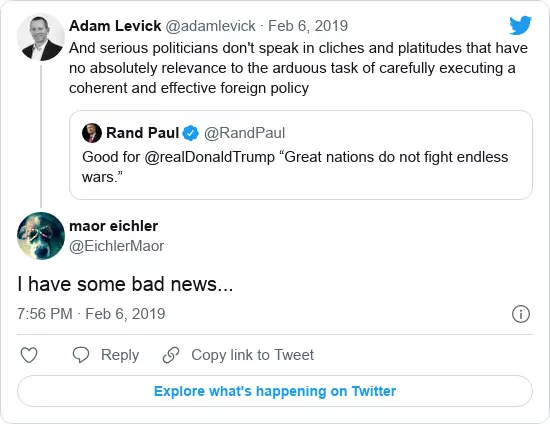 Adam Levick @adamlevick · Feb 6, 2019
And serious politicians don't speak in cliches and platitudes that have
no absolutely relevance to the arduous task of carefully executing a
coherent and effective foreign policy
Rand Paul @RandPaul
Good for @realDonaldTrump “Great nations do not fight endless
wars.”
maor eichler
@EichlerMaor
I have some bad news...
7:56 PM · Feb 6, 2019
Reply
Copy link to Tweet
Explore what's happening on Twitter